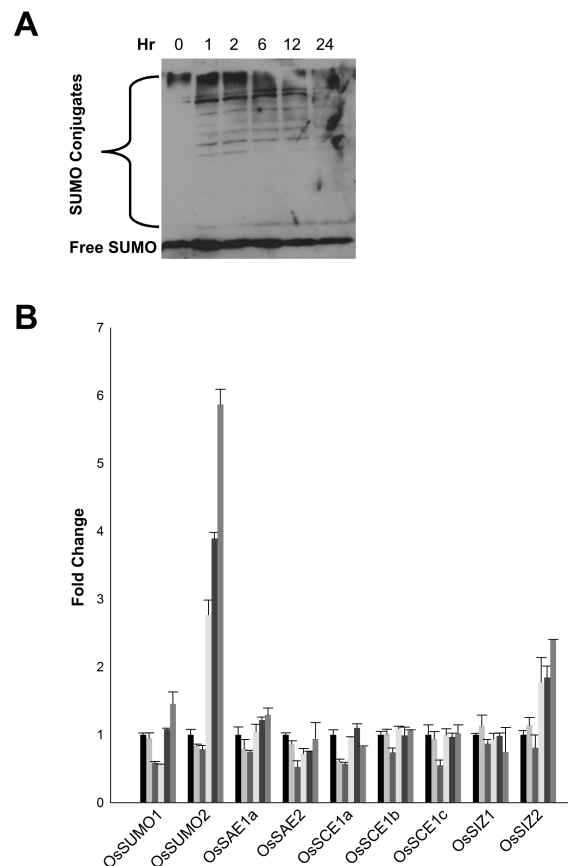 A
Hr 0 1 2 6 12 24
SUMO Conjugates
Free SUMO
B
7
6
5
4
3
2
1
0
Fold Change
OsSUMO1
OsSUMO2
OsSAE1a
OsSAE2
OsSCE1a
OsSCE1b
OsSCE1c
OsSIZ1
OsSIZ2